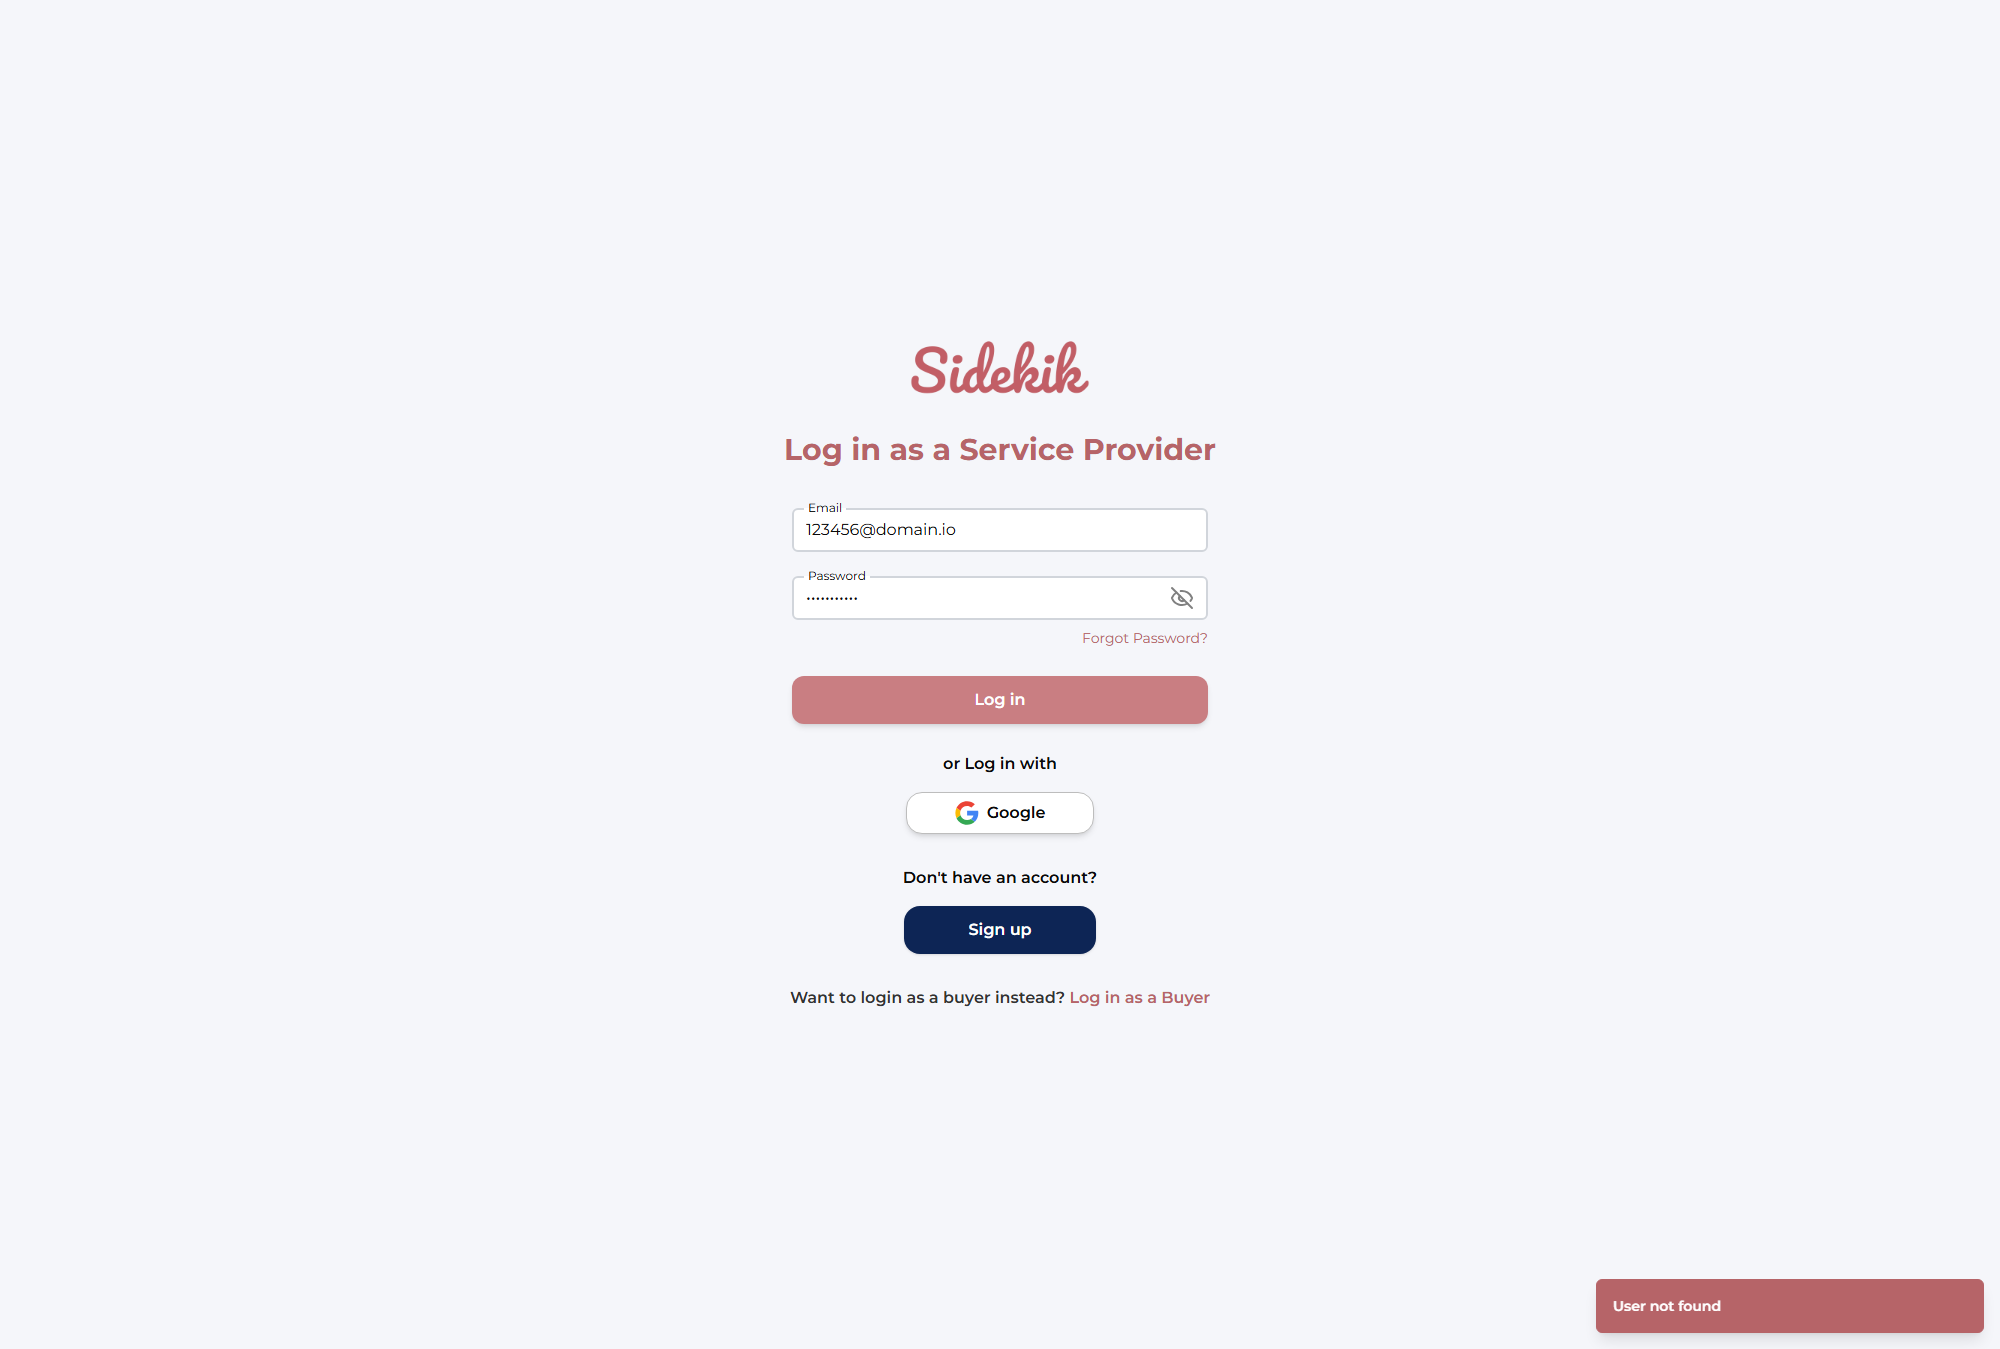 Sidekik
Log in as a Service Provider
Email
123456@domain.io
Password
•••••••••••
Forgot Password?
Log in
or Log in with
Google
Don't have an account?
Sign up
Want to login as a buyer instead? Log in as a Buyer
User not found